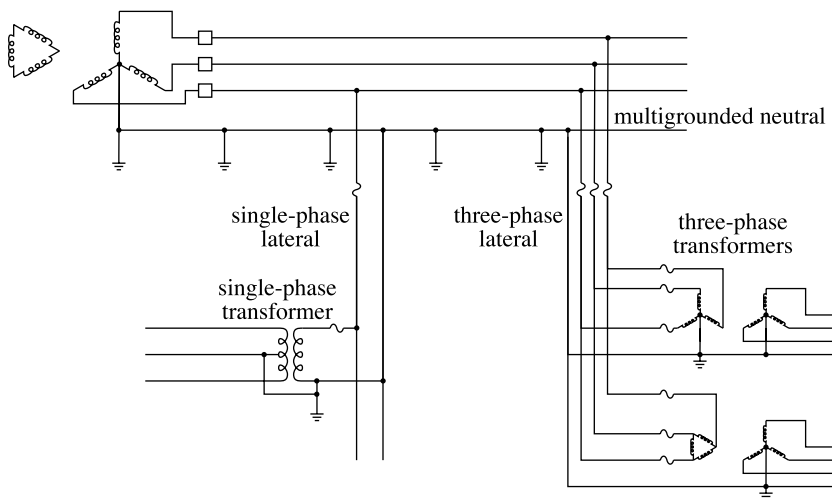 multigrounded neutral
single-phase
lateral
three-phase
lateral
three-phase
transformers
single-phase
transformer